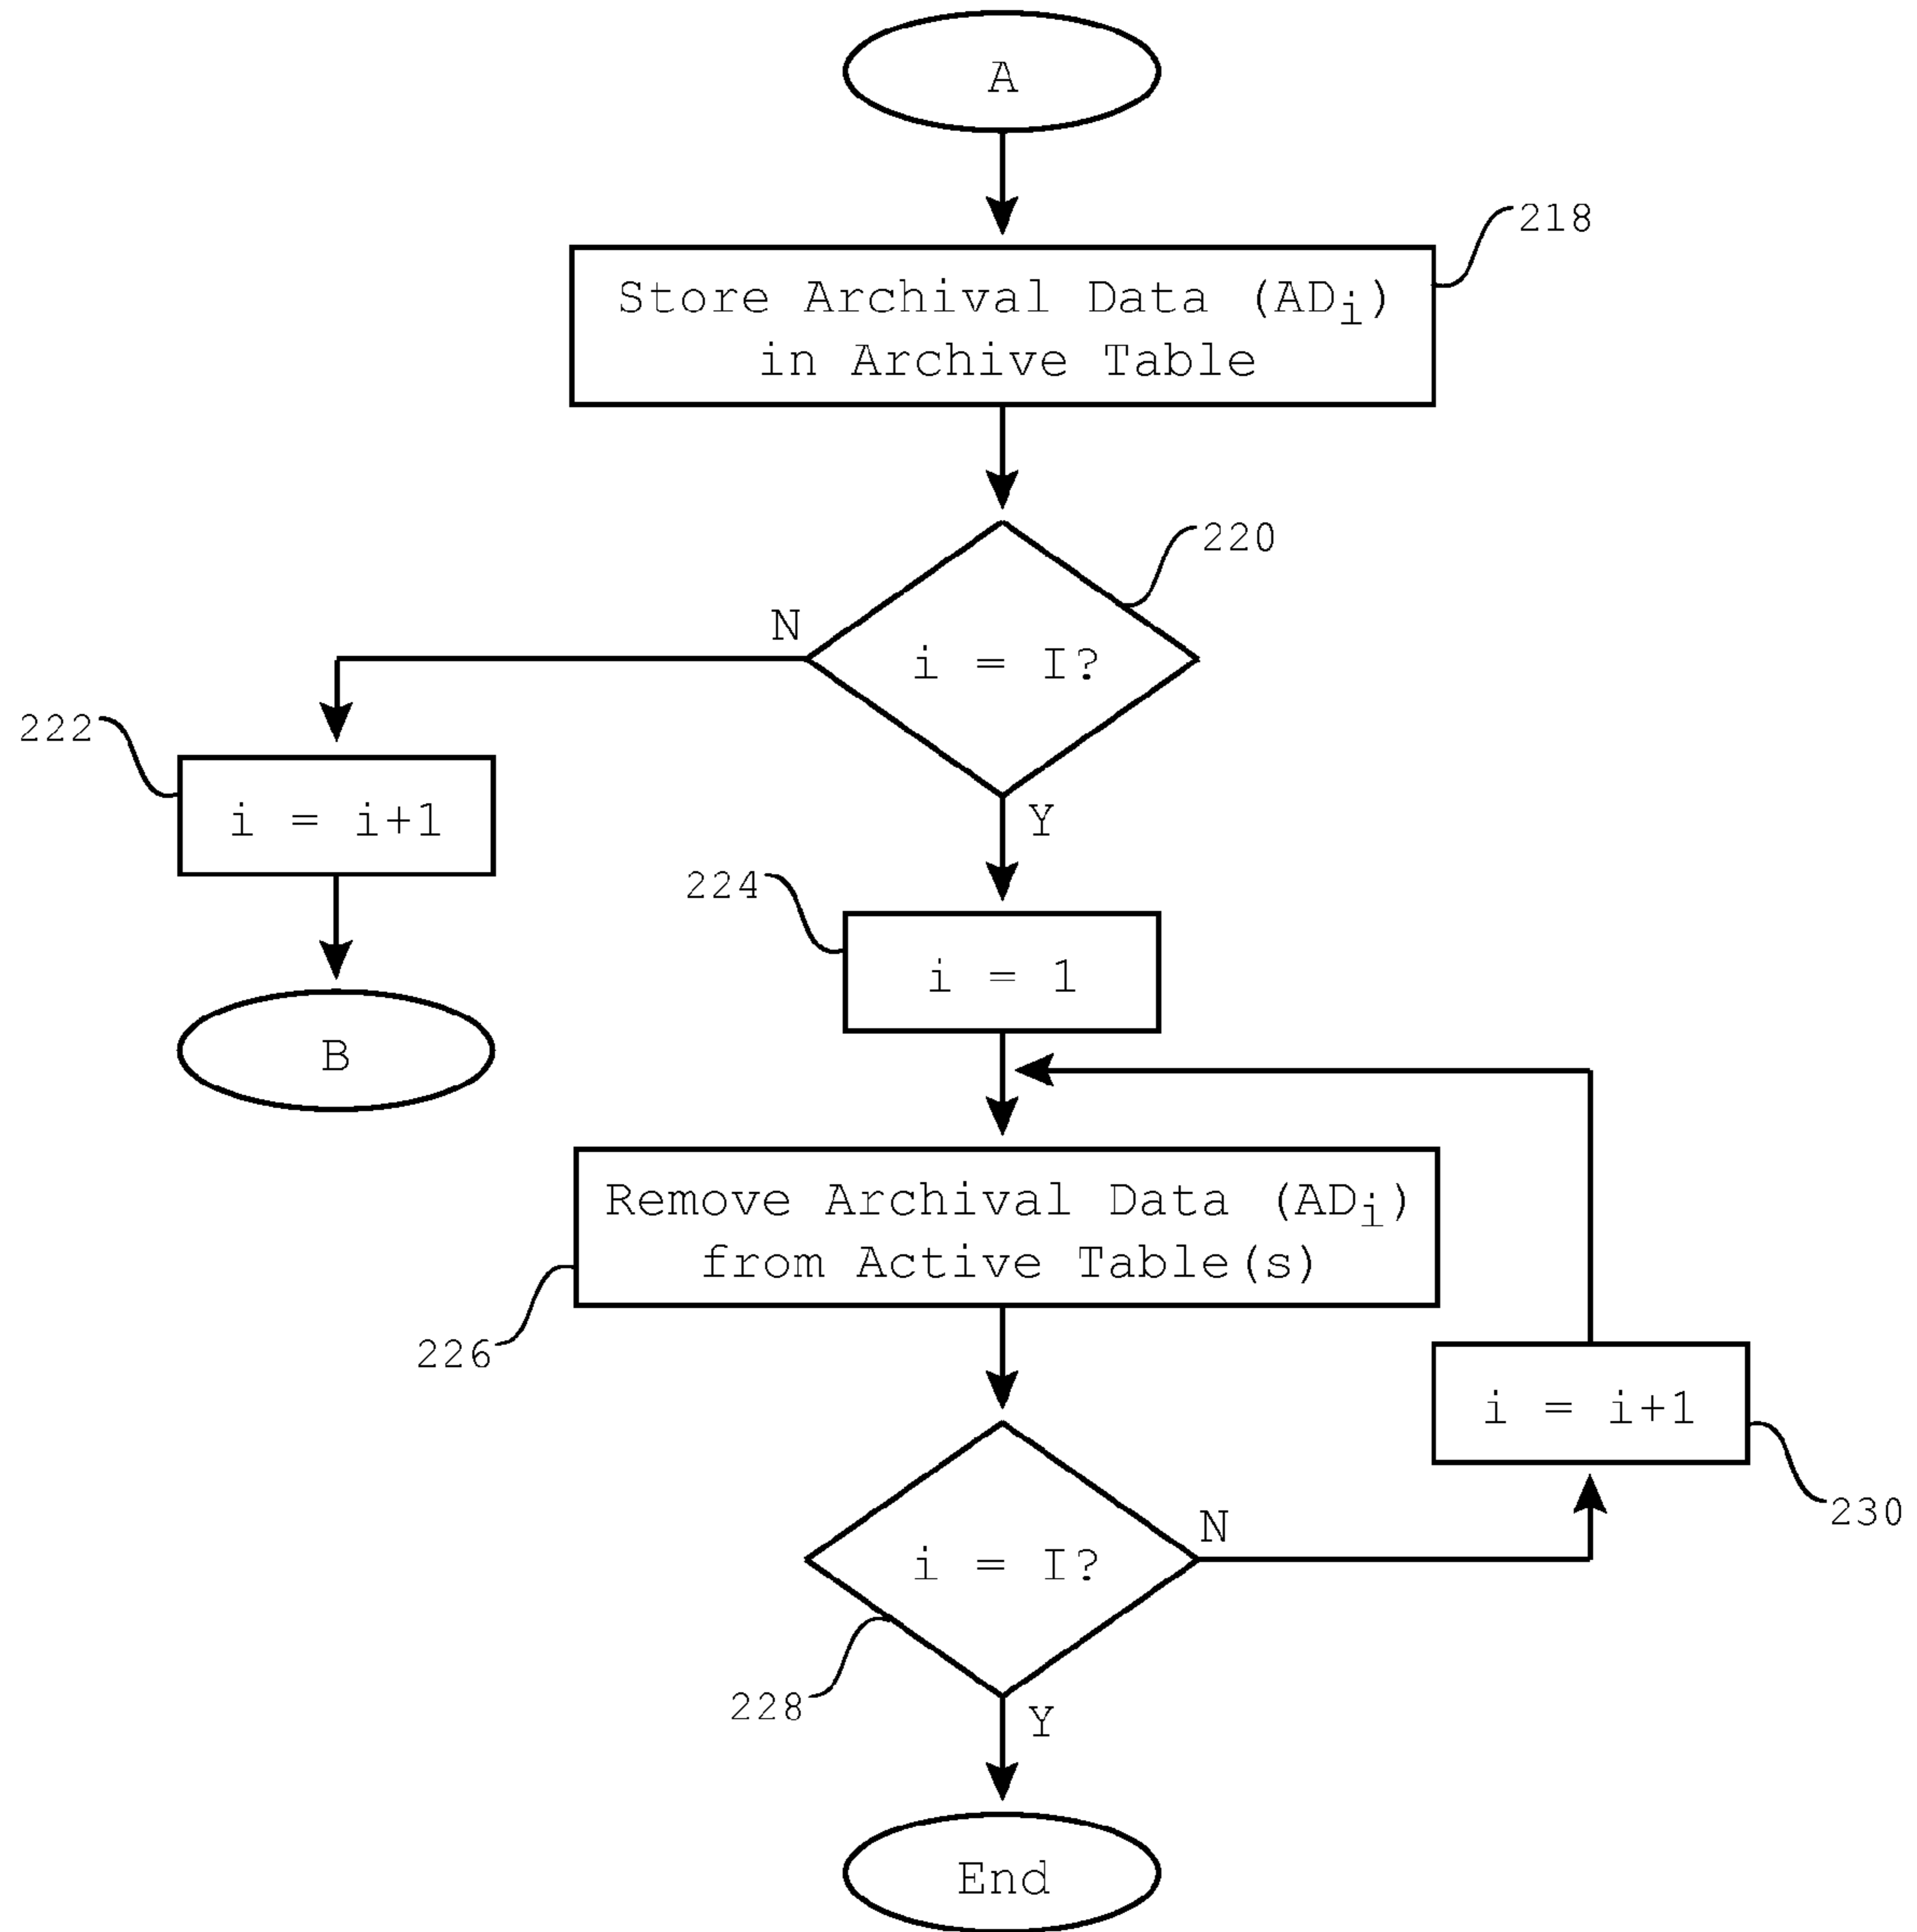 A
218
Store Archival Data (ADi)
in Archive Table
220
N
i = I?
222
i = i+1
Y
224
i = 1
B
Remove Archival Data (ADi)
from Active Table(s)
226
i = i+1
230
N
i = I?
228
Y
End